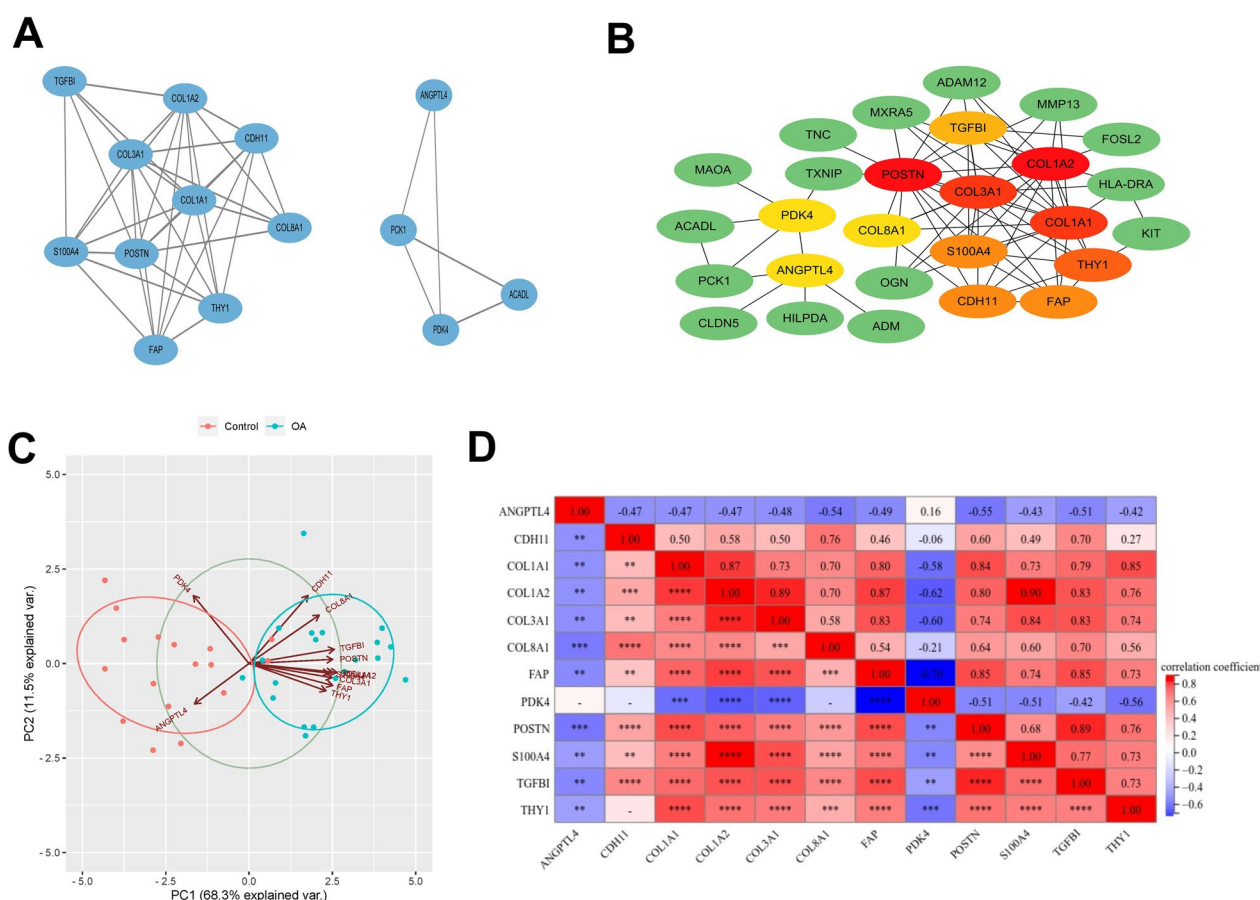 A
TGFBI
COL1A2
CDH11
COL3A1
COL1A1
COL8A1
S100A4
POSTN
THY1
FAP
ANGPTL4
PCK1
ACADL
PDK4
B
ADAM12
MXRA5
MMP13
TNC
TGFBI
FOSL2
MAOA
TXNIP
POSTN
COL1A2
COL3A1
HLA-DRA
ACADL
PDK4
COL8A1
COL1A1
KIT
S100A4
PCK1
ANGPTL4
OGN
THY1
CLDN5
HILPDA
ADM
CDH11
FAP
C
Control OA
PC2 (11.5% explained var.)
5.0
2.5
0.0
-2.5
-5.0
PDK4
CDH11
COL8A1
TGFBI
POSTN
COL3A1
FAP
THY1
ANGPTL4
-5.0 -2.5 0.0 2.5 5.0
PC1 (68.3% explained var.)
D
ANGPTL4 1.00 -0.47 -0.47 -0.47 -0.48 -0.54 -0.49 0.16 -0.55 -0.43 -0.51 -0.42
CDH11 ** 1.00 0.50 0.58 0.50 0.76 0.46 -0.06 0.60 0.49 0.70 0.27
COL1A1 ** ** 1.00 0.87 0.73 0.70 0.80 -0.58 0.84 0.73 0.79 0.85
COL1A2 ** *** **** 1.00 0.89 0.70 0.87 -0.62 0.80 0.90 0.83 0.76
COL3A1 ** ** **** **** 1.00 0.58 0.83 -0.60 0.74 0.84 0.83 0.74
COL8A1 *** **** **** **** *** 1.00 0.54 -0.21 0.64 0.60 0.70 0.56
FAP ** ** **** **** **** *** 1.00 -0.70 0.85 0.74 0.85 0.73
PDK4 - - *** *** *** - **** 1.00 -0.51 -0.51 -0.42 -0.56
POSTN *** **** **** **** **** **** **** ** 1.00 0.68 0.89 0.76
S100A4 ** ** **** **** **** **** **** ** **** 1.00 0.77 0.73
TGFBI ** **** **** **** **** **** **** ** **** **** 1.00 0.73
THY1 ** - **** **** **** *** **** *** **** **** **** 1.00
ANGPTL4 CDH11 COL1A1 COL1A2 COL3A1 COL8A1 FAP PDK4 POSTN S100A4 TGFBI THY1
correlation coefficient
0.8
0.6
0.4
0.2
0.0
-0.2
-0.4
-0.6